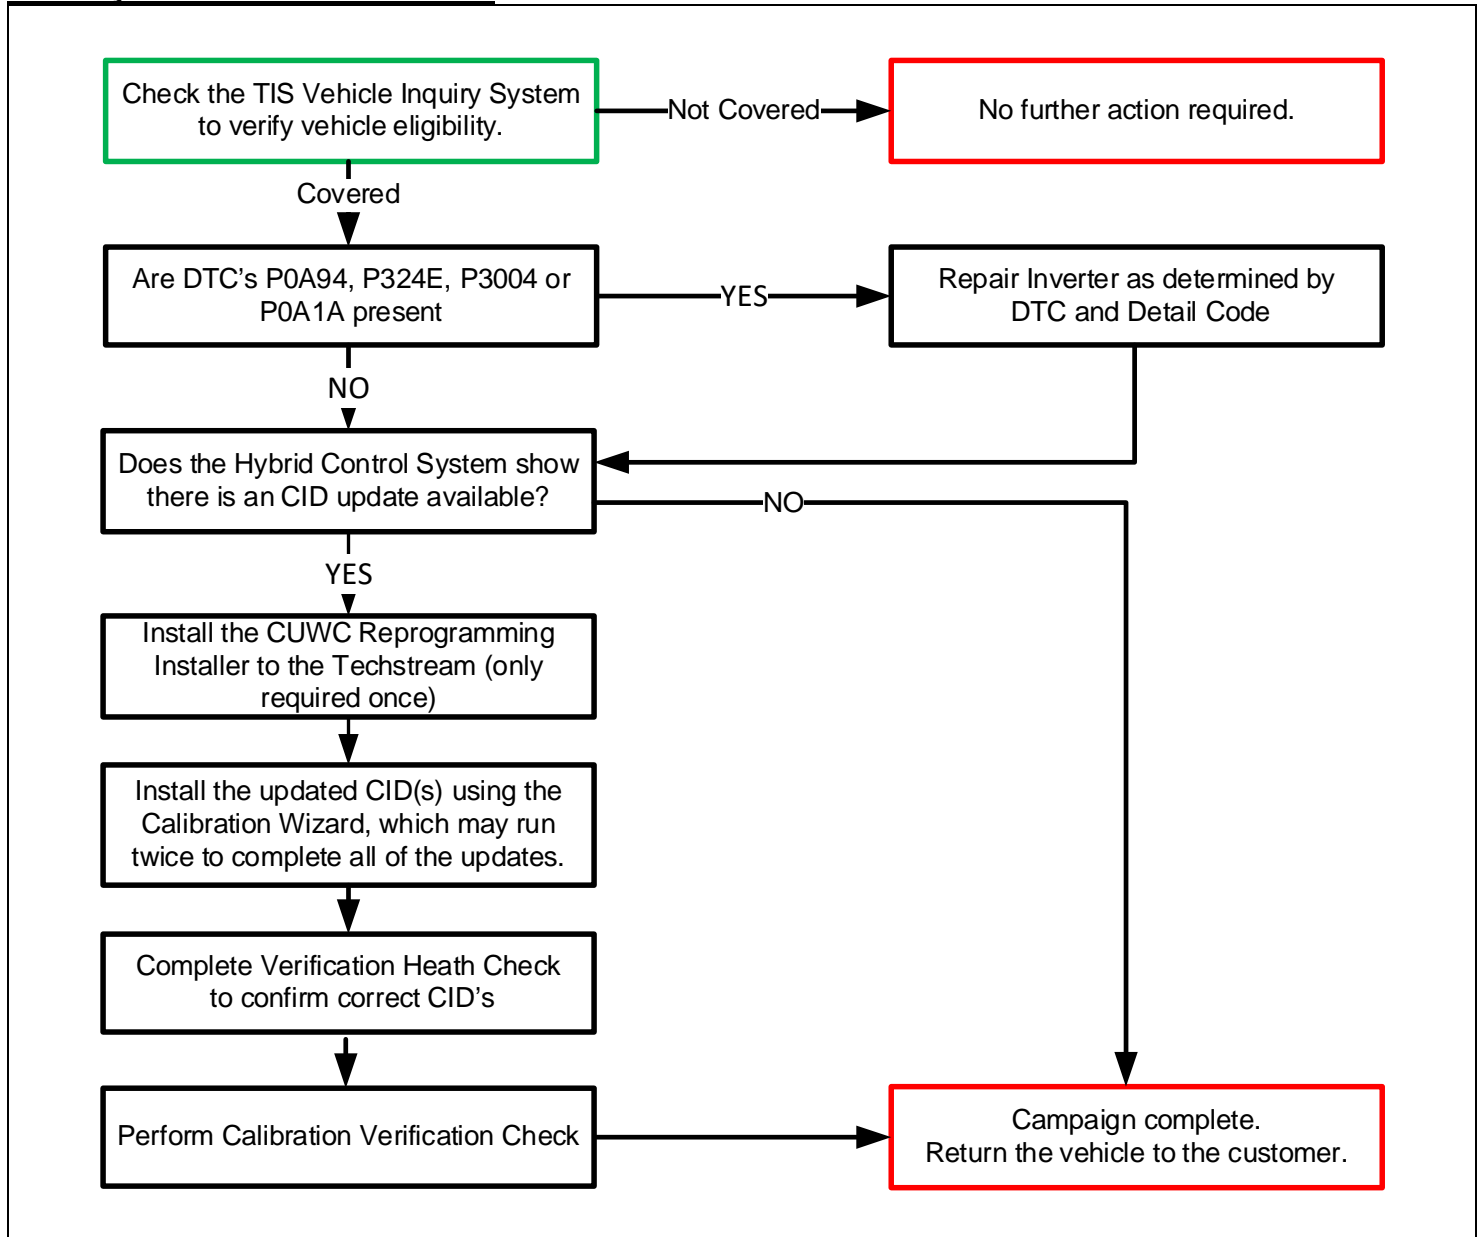 Check the TIS Vehicle Inquiry System
to verify vehicle eligibility.
Not Covered
No further action required.
Covered
Are DTC's P0A94, P324E, P3004 or
P0A1A present
YES
Repair Inverter as determined by
DTC and Detail Code
NO
Does the Hybrid Control System show
there is an CID update available?
NO
YES
Install the CUWC Reprogramming
Installer to the Techstream (only
required once)
Install the updated CID(s) using the
Calibration Wizard, which may run
twice to complete all of the updates.
Complete Verification Heath Check
to confirm correct CID's
Perform Calibration Verification Check
Campaign complete.
Return the vehicle to the customer.